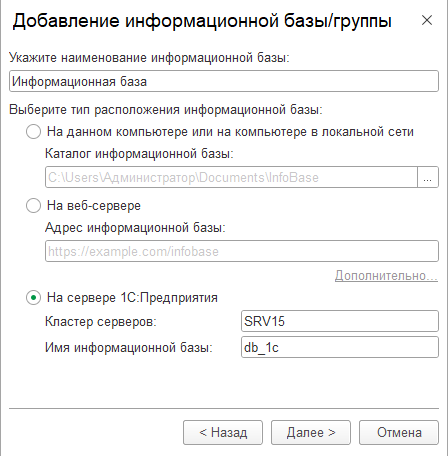 Добавление информационной базы/группы
Укажите наименование информационной базы:
Информационная база
Выберите тип расположения информационной базы:
На данном компьютере или на компьютере в локальной сети
Каталог информационной базы:
C:\Users\Администратор\Documents\InfoBase ...
На веб-сервере
Адрес информационной базы:
https://example.com/infobase
Дополнительно...
На сервере 1С:Предприятия
Кластер серверов: SRV15
Имя информационной базы: db_1c
< Назад Далее > Отмена